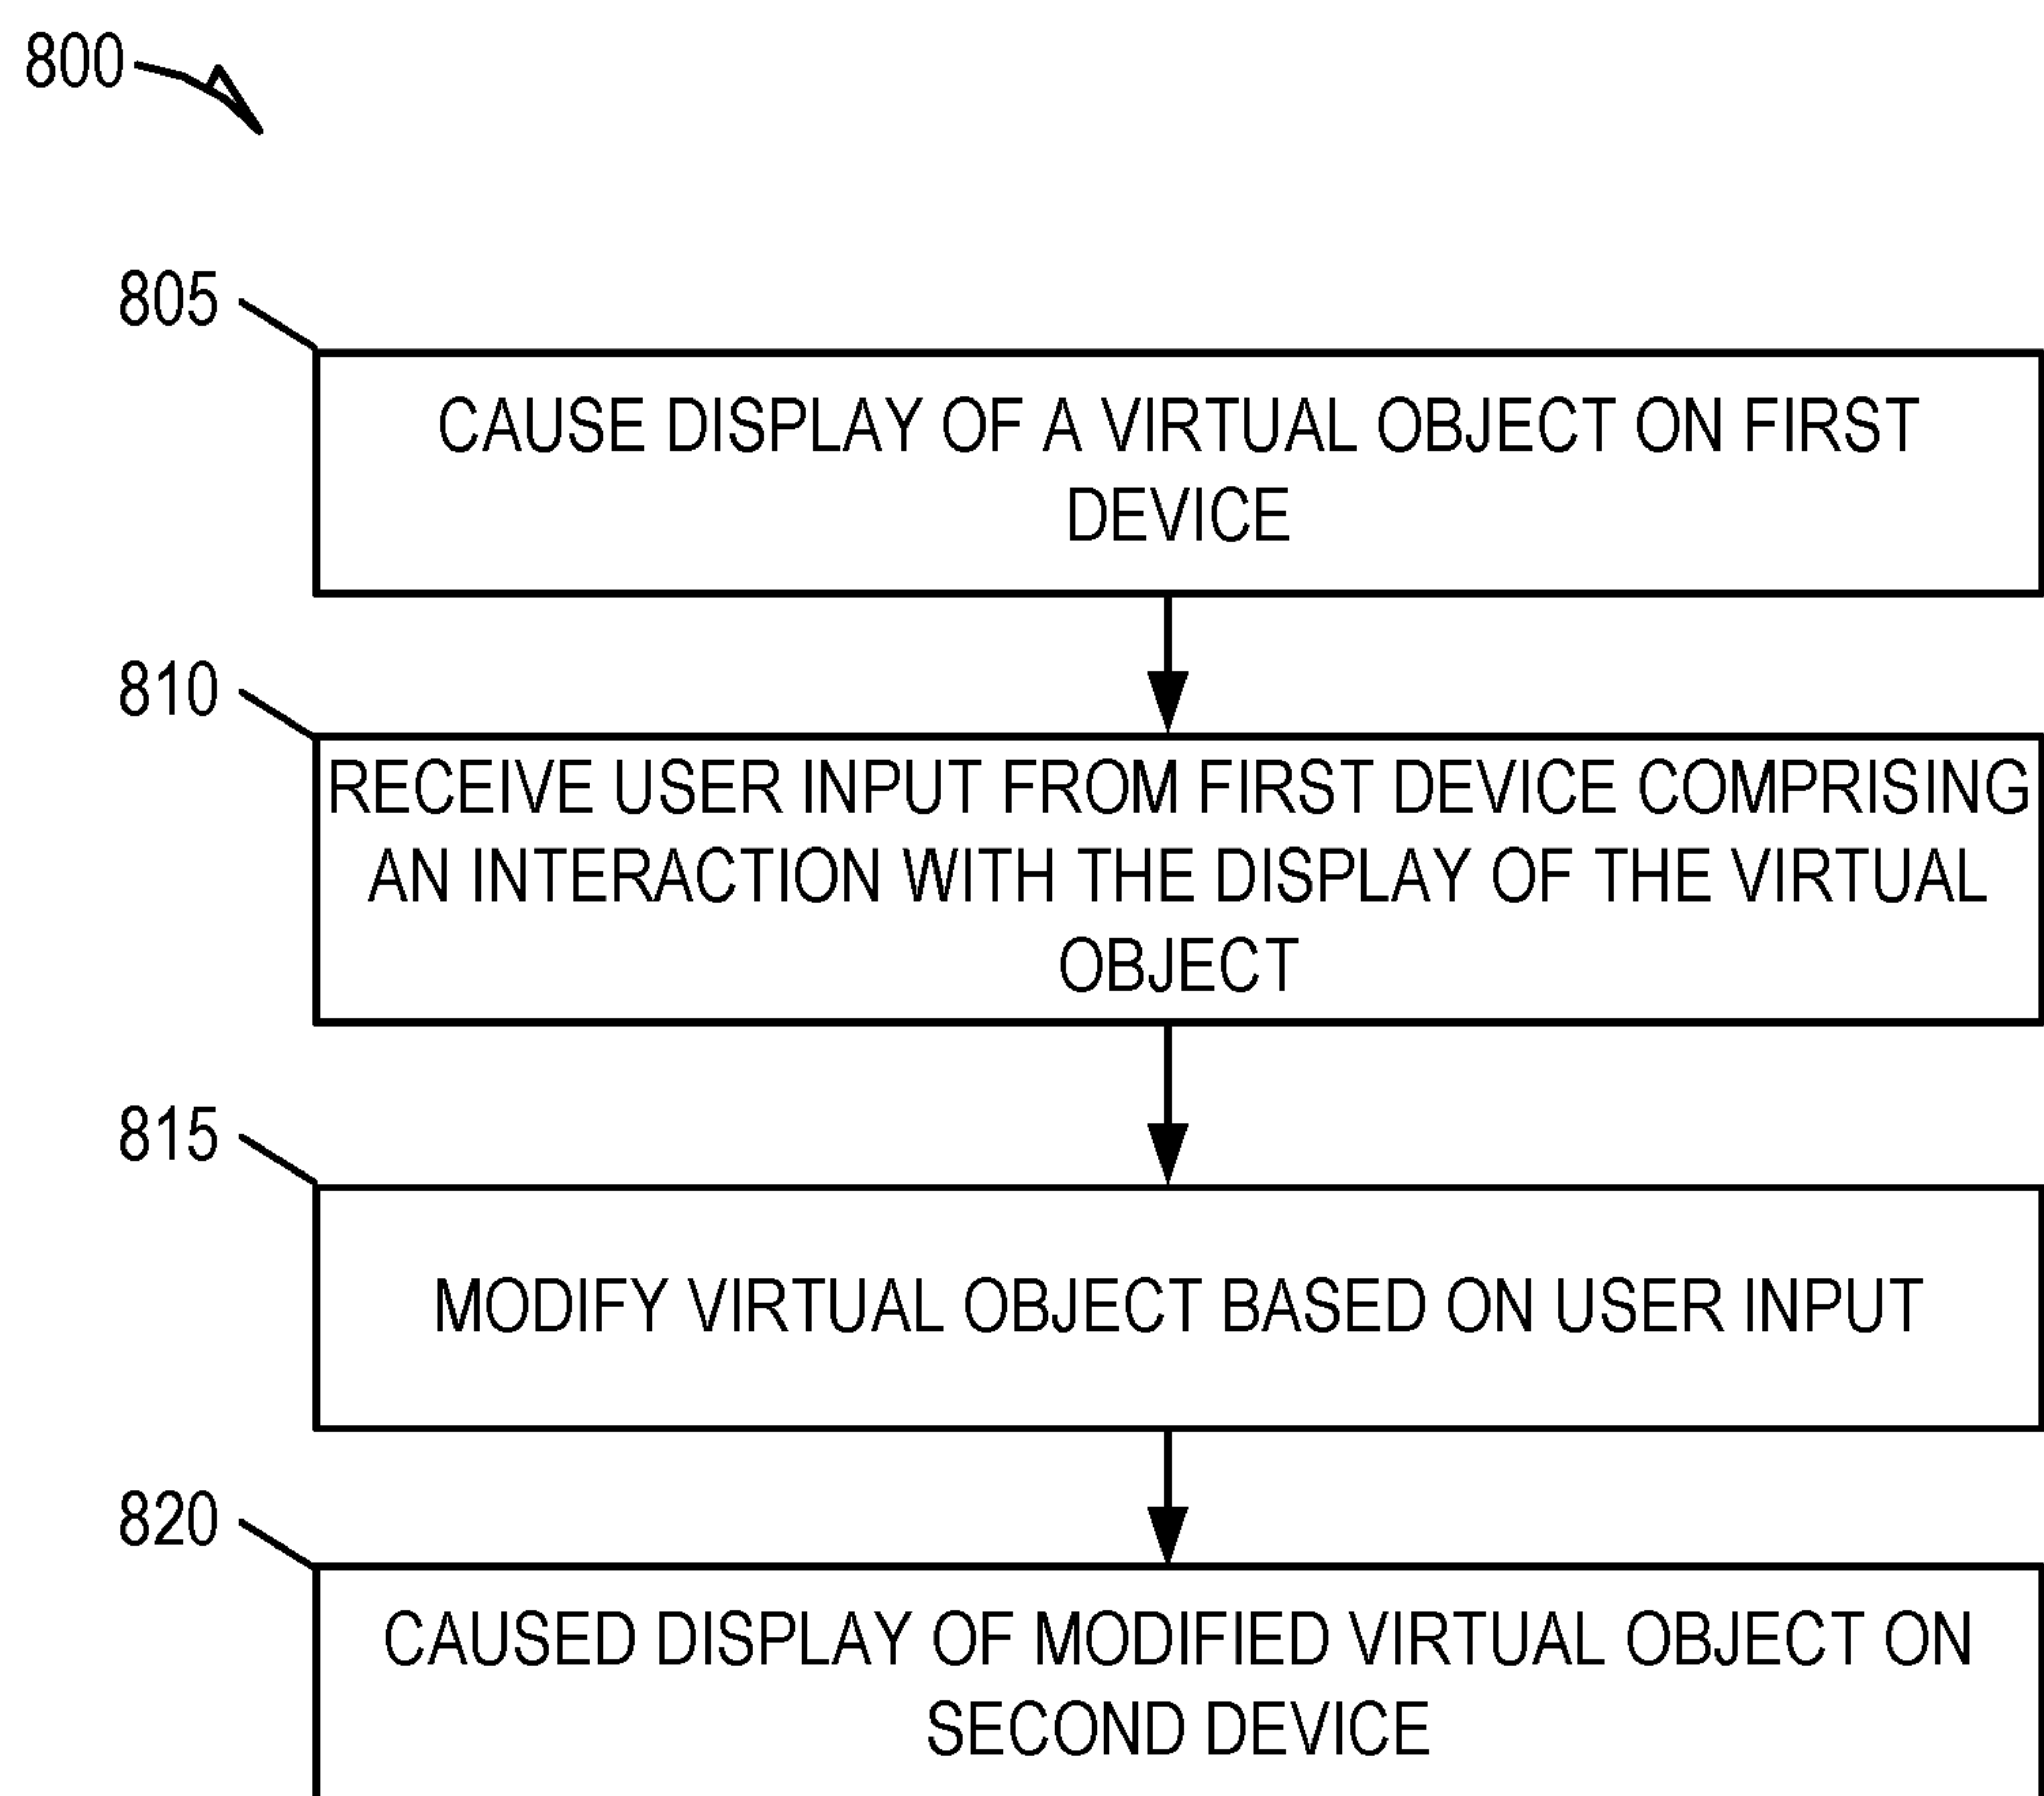 800
805
CAUSE DISPLAY OF A VIRTUAL OBJECT ON FIRST
DEVICE
810
RECEIVE USER INPUT FROM FIRST DEVICE COMPRISING
AN INTERACTION WITH THE DISPLAY OF THE VIRTUAL
OBJECT
815
MODIFY VIRTUAL OBJECT BASED ON USER INPUT
820
CAUSED DISPLAY OF MODIFIED VIRTUAL OBJECT ON
SECOND DEVICE